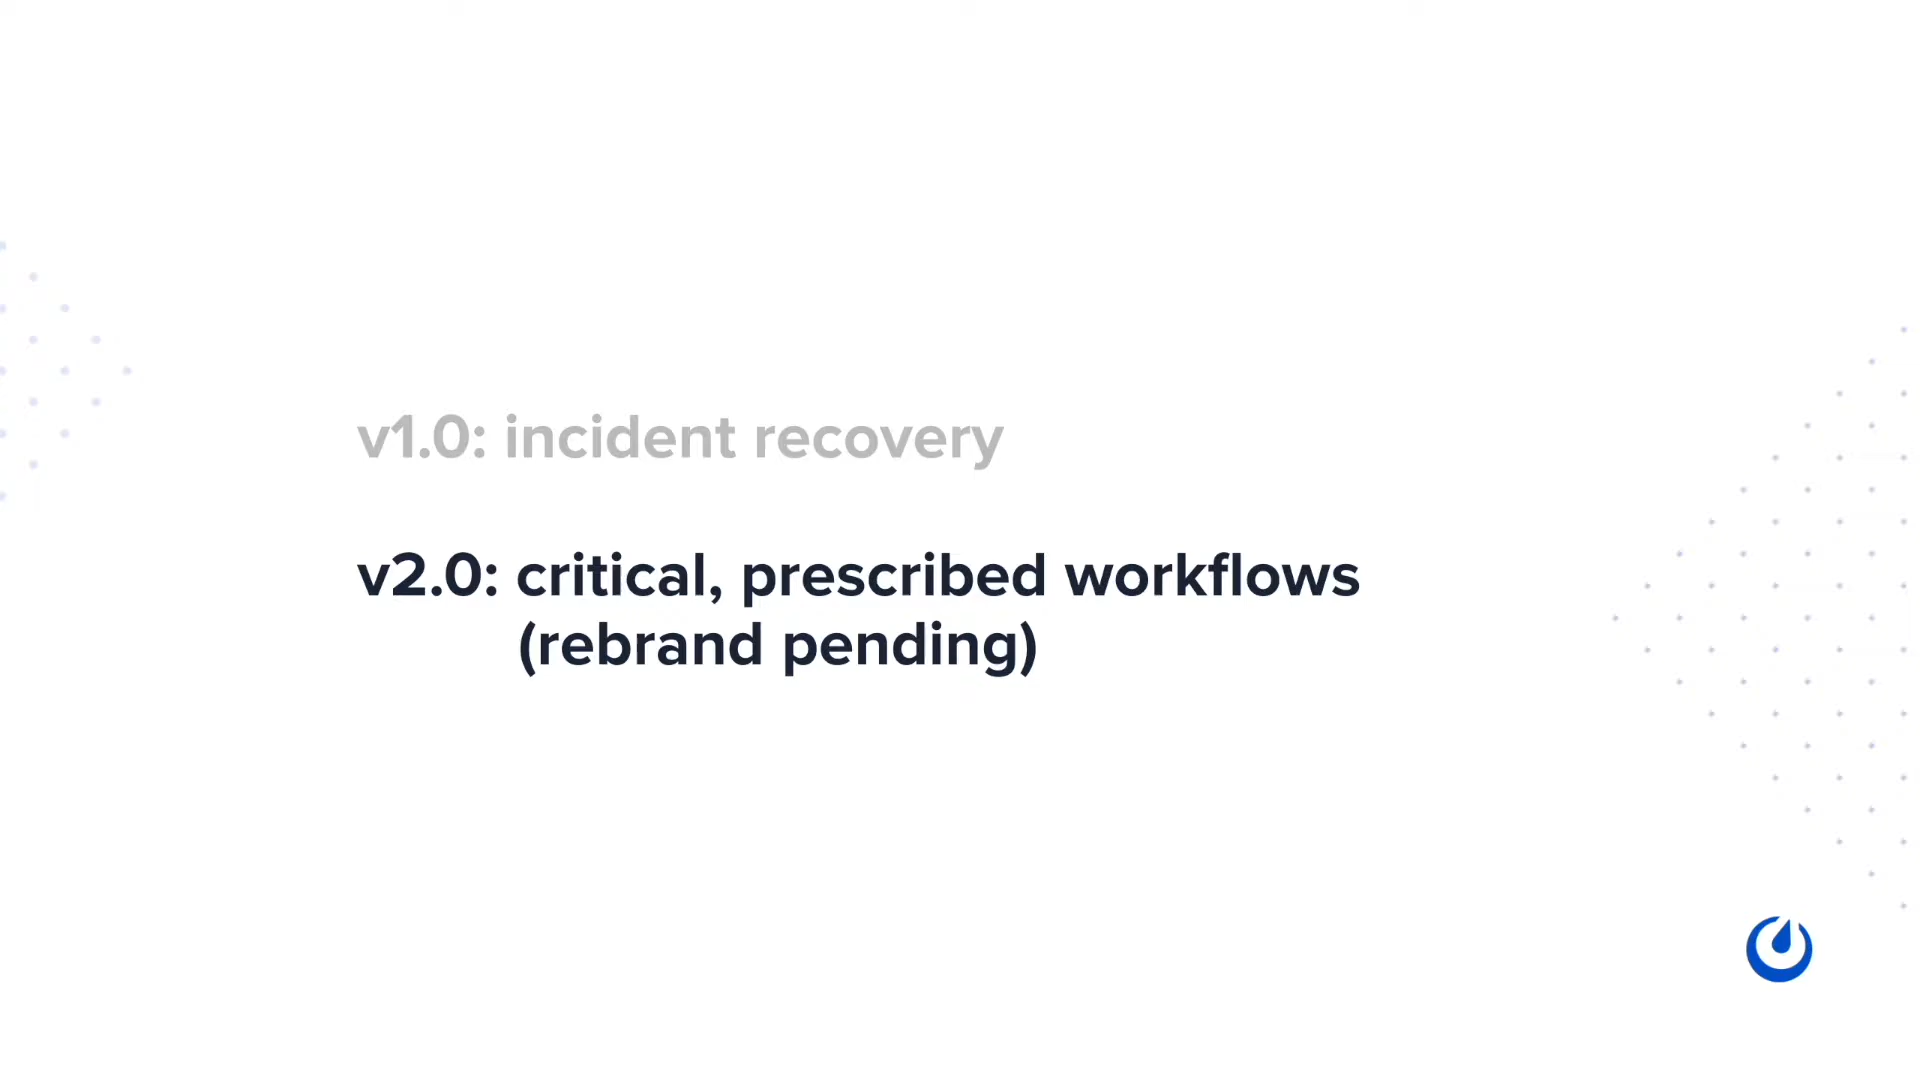 v1.0: incident recovery
v2.0: critical, prescribed workflows
(rebrand pending)